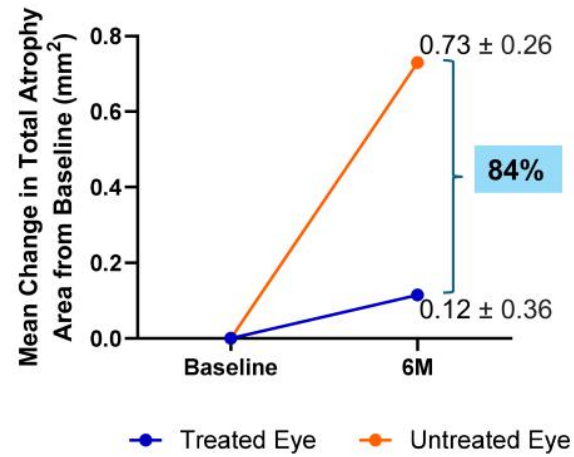 Mean Change in Total Atrophy
Area from Baseline (mm²)
0.8
0.6
0.4
0.2
0.0
0.73 ± 0.26
84%
0.12 ± 0.36
Baseline 6M
Treated Eye Untreated Eye